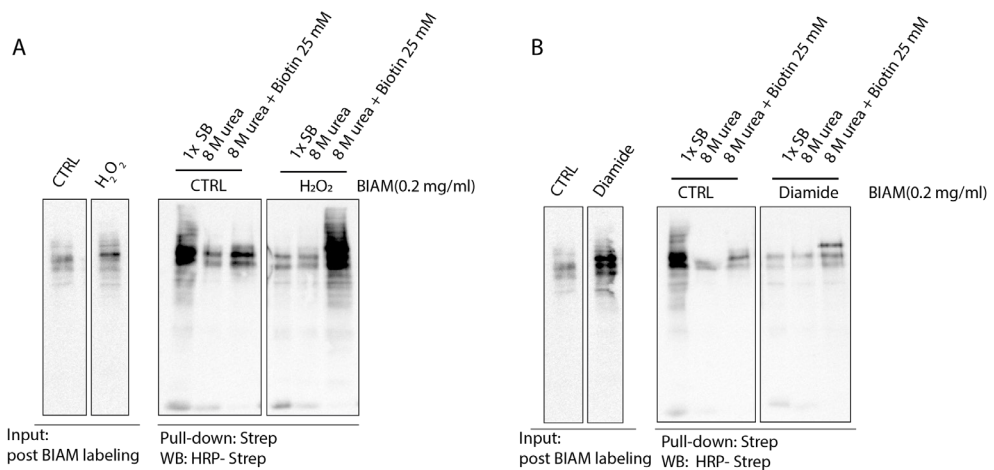 A
CTRL
H₂O₂
1x SB
8 M urea
8 M urea + Biotin 25 mM
1x SB
8 M urea
8 M urea + Biotin 25 mM
CTRL
H₂O₂
BIAM(0.2 mg/ml)
Input:
post BIAM labeling
Pull-down: Strep
WB: HRP- Strep
B
CTRL
Diamide
1x SB
8 M urea
8 M urea + Biotin 25 mM
1x SB
8 M urea
8 M urea + Biotin 25 mM
CTRL
Diamide
BIAM(0.2 mg/ml)
Input:
post BIAM labeling
Pull-down: Strep
WB: HRP- Strep